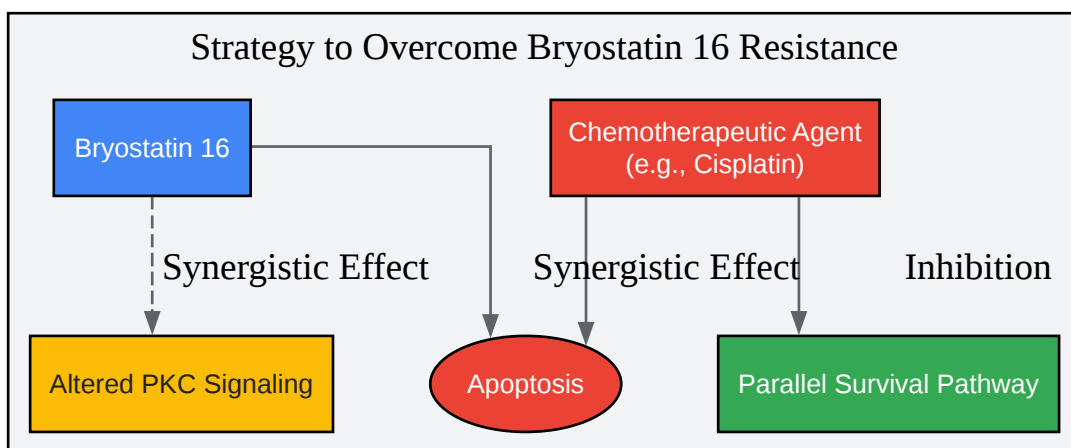 Strategy to Overcome Bryostatin 16 Resistance
Bryostatin 16
Chemotherapeutic Agent
(e.g., Cisplatin)
Synergistic Effect
Synergistic Effect
Inhibition
Altered PKC Signaling
Apoptosis
Parallel Survival Pathway